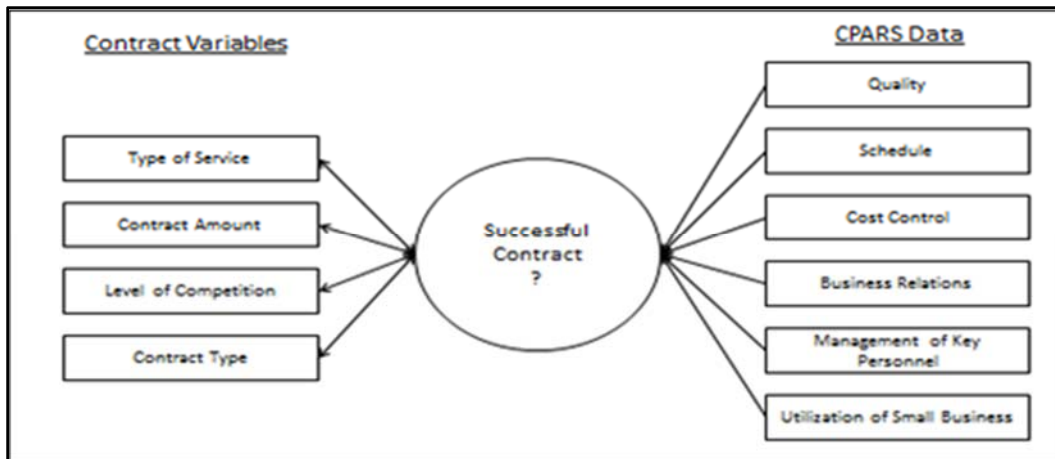 Contract Variables
Type of Service
Contract Amount
Level of Competition
Contract Type
Successful
Contract
?
CPARS Data
Quality
Schedule
Cost Control
Business Relations
Management of Key
Personnel
Utilization of Small Business